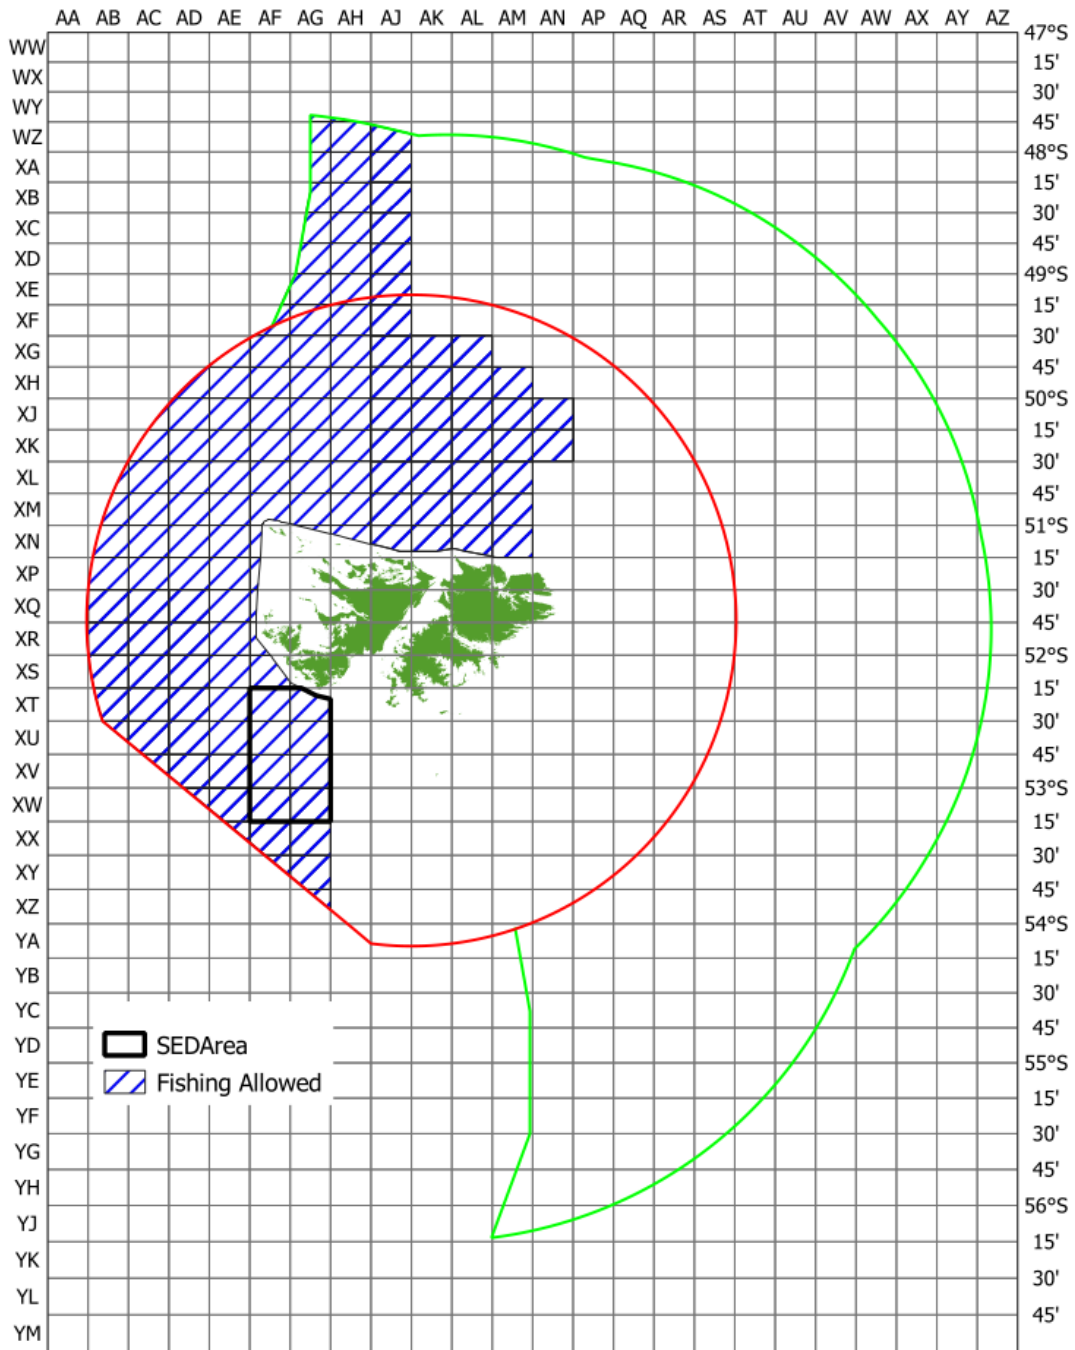 AA AB AC AD AE AF AG AH AJ AK AL AM AN AP AQ AR AS AT AU AV AW AX AY AZ
47°S
WW
15'
WX
30'
WY
45'
WZ
48°S
XA
15'
XB
30'
XC
45'
XD
49°S
XE
15'
XF
30'
XG
45'
XH
50°S
XJ
15'
XK
30'
XL
45'
XM
51°S
XN
15'
XP
30'
XQ
45'
XR
52°S
XS
15'
XT
30'
XU
45'
XV
53°S
XW
15'
XX
30'
XY
45'
XZ
54°S
YA
15'
YB
30'
YC
45'
YD
55°S
YE
15'
YF
30'
YG
45'
YH
56°S
YJ
15'
YK
30'
YL
45'
YM
SEDArea
Fishing Allowed